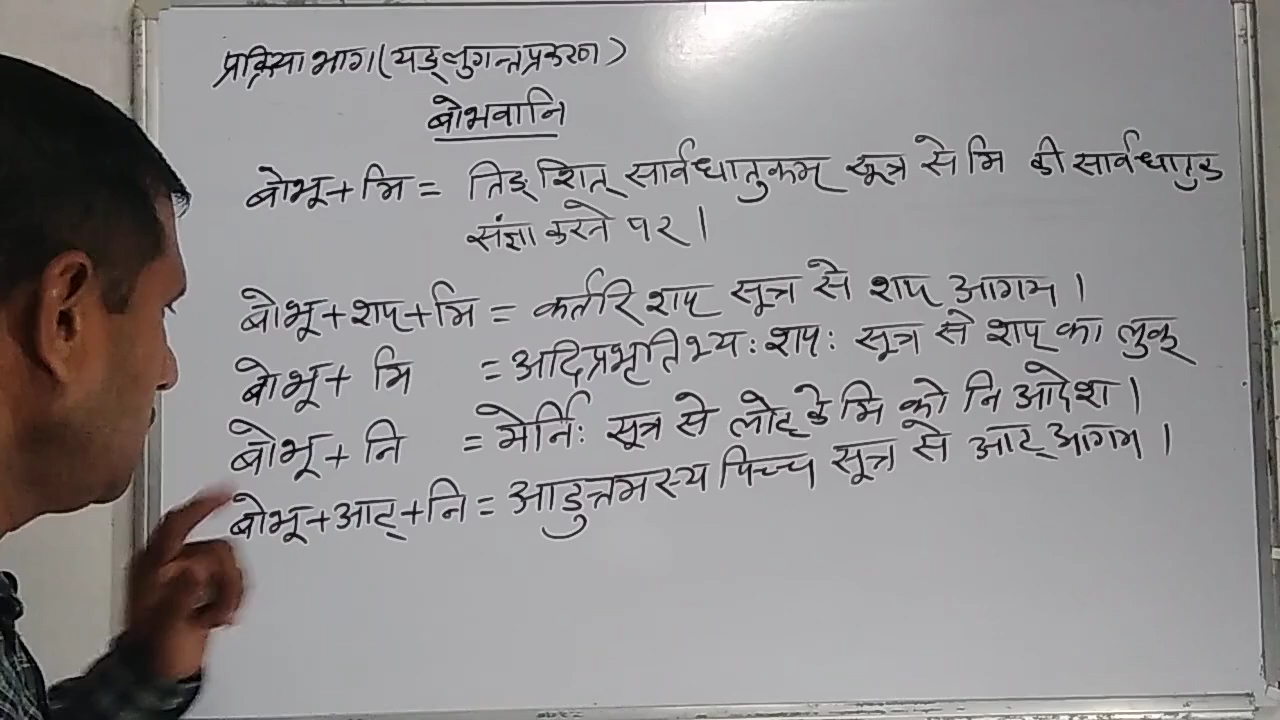 प्रक्रिया भाग (यङ्लुगन्तप्रकरण)
बोभवानि
बोभू + मि = तिङ् शित् सार्वधातुकम् सूत्र से मि की सार्वधातुक
संज्ञा करने पर ।
बोभू + शप् + मि = कर्तरि शप् सूत्र से शप् आगम ।
बोभू + मि = अदिप्रभृतिभ्यः शपः सूत्र से शप् का लुक्
बोभू + नि = मेर्निः सूत्र से लोट् के मि को नि आदेश ।
बोभू + आट् + नि = आडुत्तमस्य पिच्च सूत्र से आट् आगम ।